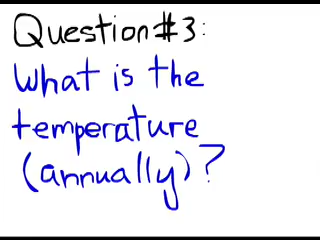 Question#3:
What is the
temperature
(annually)?